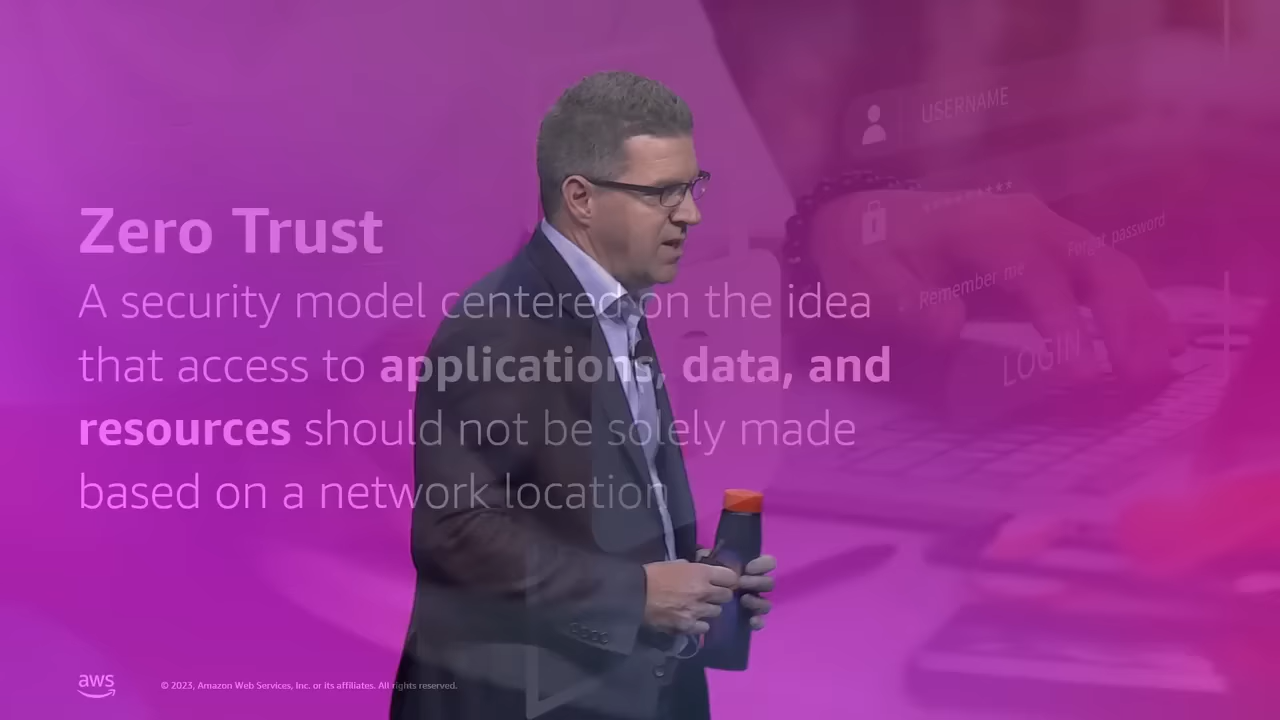 USERNAME
*********
Forgot password
Remember me
LOGIN
Zero Trust
A security model centered on the idea
that access to applications, data, and
resources should not be solely made
based on a network location
aws
© 2023, Amazon Web Services, Inc. or its affiliates. All rights reserved.